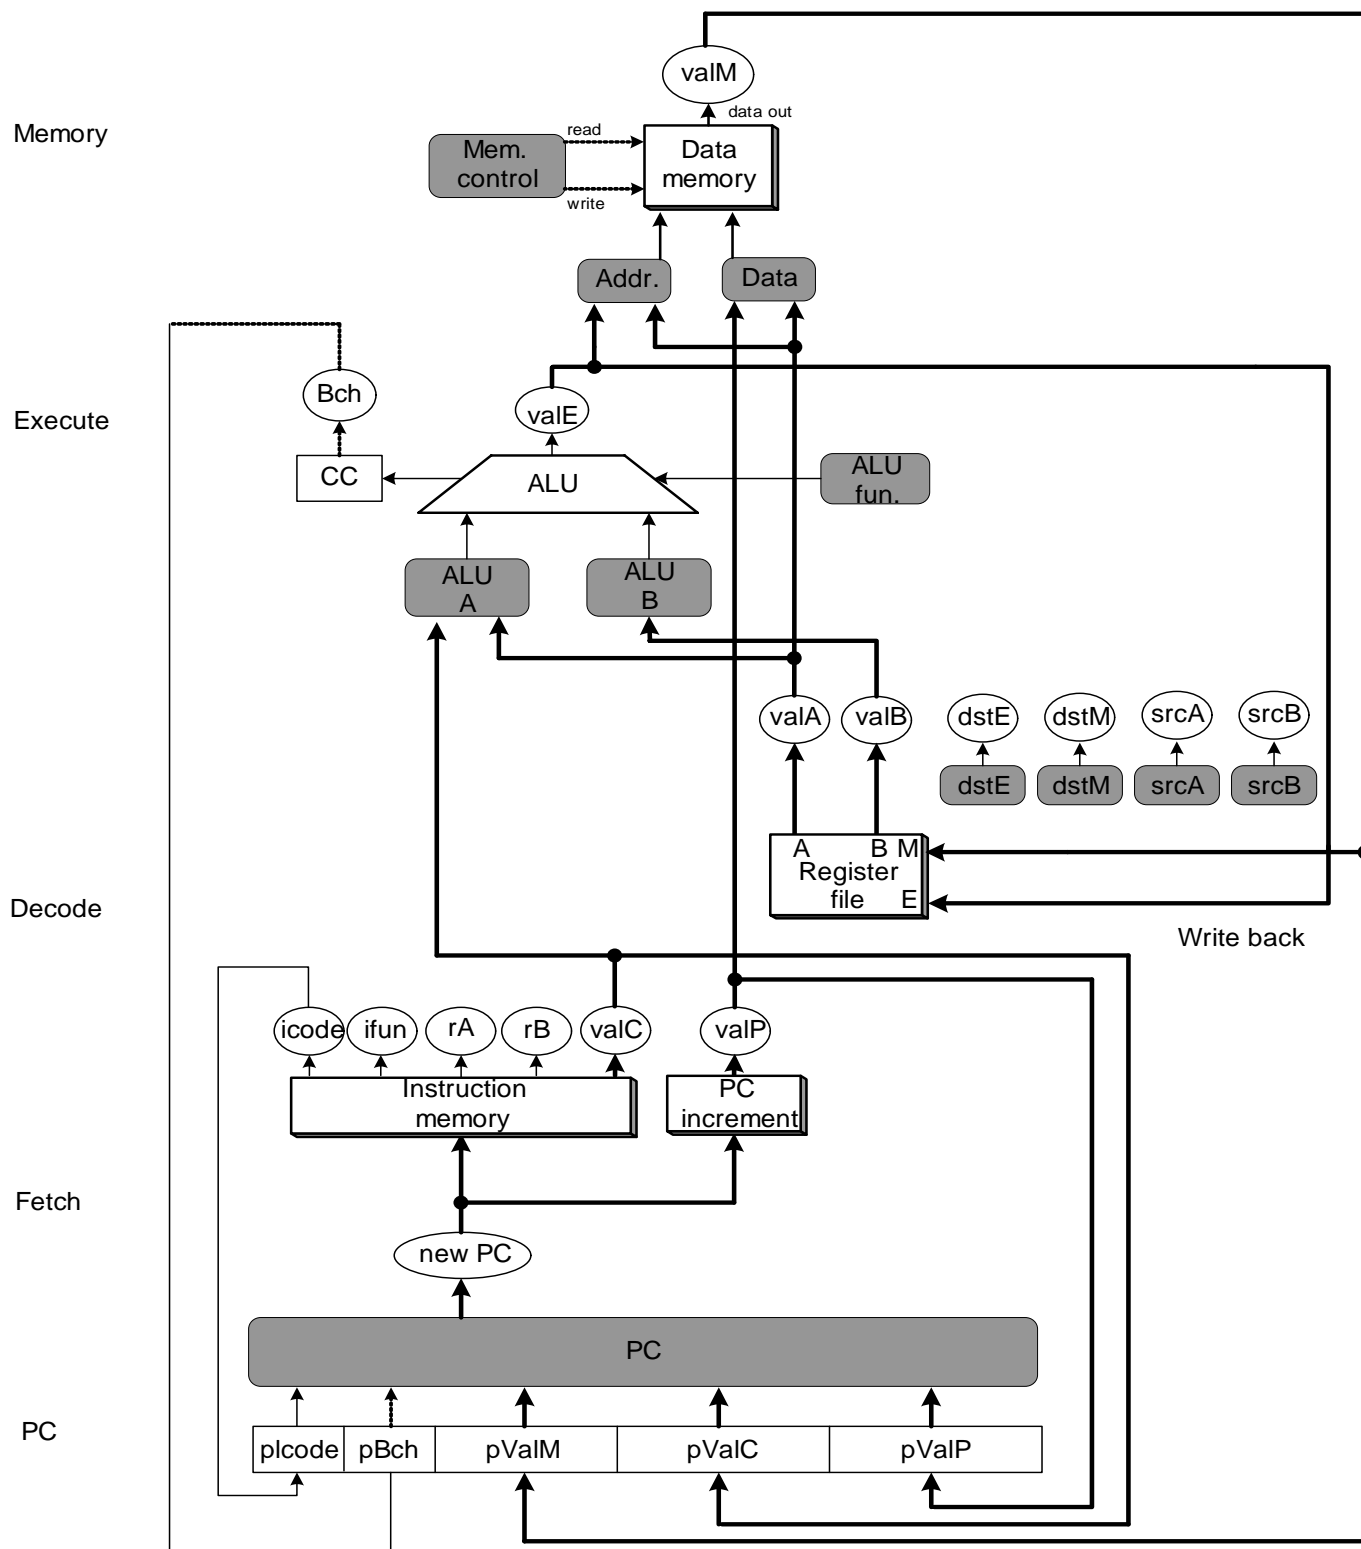 valM
data out
Memory
read
Mem.
control
write
Data
memory
Addr.
Data
Bch
valE
Execute
CC
ALU
ALU
fun.
ALU
A
ALU
B
valA
valB
dstE
dstM
srcA
srcB
dstE
dstM
srcA
srcB
A B M
Register
file E
Decode
Write back
icode
ifun
rA
rB
valC
valP
Instruction
memory
PC
increment
Fetch
new PC
PC
PC
pIcode
pBch
pValM
pValC
pValP